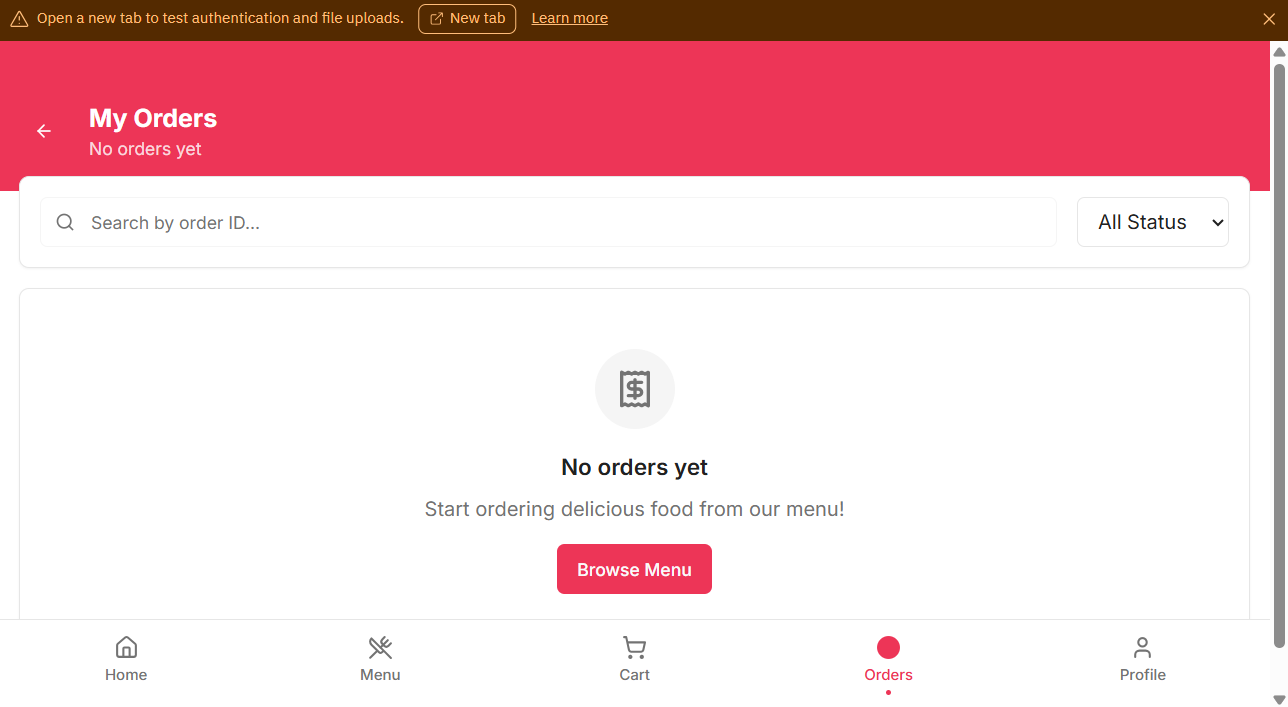 Open a new tab to test authentication and file uploads. New tab Learn more
My Orders
No orders yet
Search by order ID...
All Status
No orders yet
Start ordering delicious food from our menu!
Browse Menu
Home Menu Cart Orders Profile